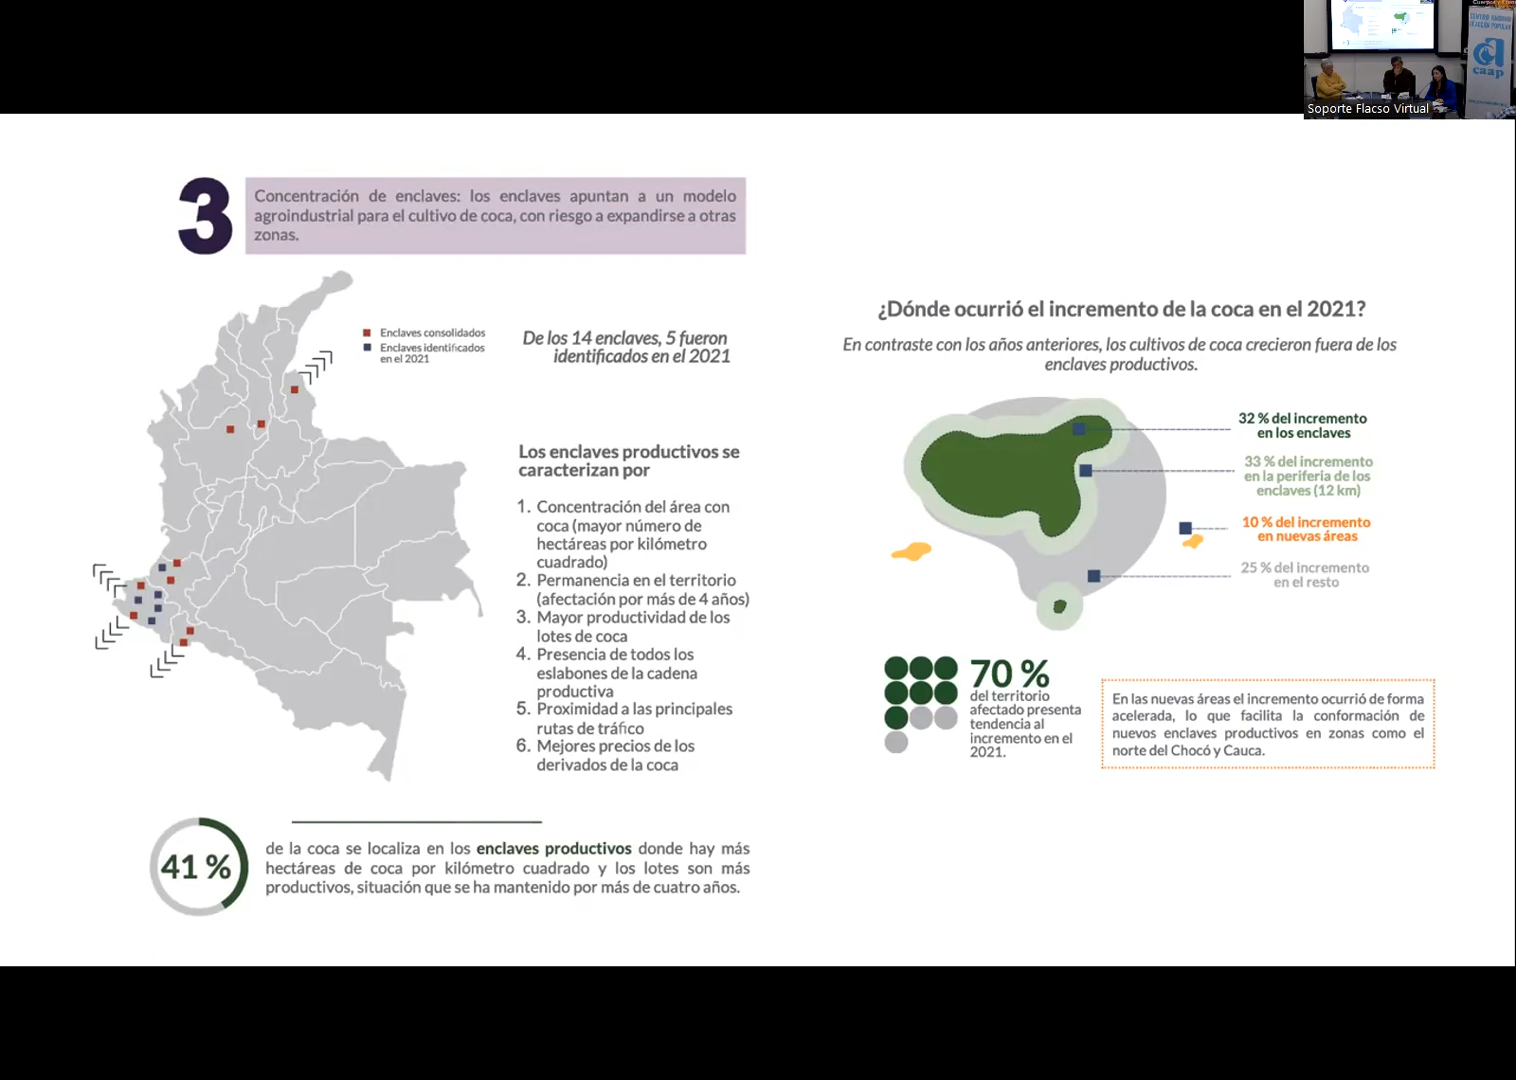 CENTRO ANDINO
DE ACCIÓN POPULAR
caap
Soporte Flacso Virtual
3
Concentración de enclaves: los enclaves apuntan a un modelo
agroindustrial para el cultivo de coca, con riesgo a expandirse a otras
zonas.
Enclaves consolidados
Enclaves identificados
en el 2021
De los 14 enclaves, 5 fueron
identificados en el 2021
Los enclaves productivos se
caracterizan por
1. Concentración del área con
coca (mayor número de
hectáreas por kilómetro
cuadrado)
2. Permanencia en el territorio
(afectación por más de 4 años)
3. Mayor productividad de los
lotes de coca
4. Presencia de todos los
eslabones de la cadena
productiva
5. Proximidad a las principales
rutas de tráfico
6. Mejores precios de los
derivados de la coca
41 %
de la coca se localiza en los enclaves productivos donde hay más
hectáreas de coca por kilómetro cuadrado y los lotes son más
productivos, situación que se ha mantenido por más de cuatro años.
¿Dónde ocurrió el incremento de la coca en el 2021?
En contraste con los años anteriores, los cultivos de coca crecieron fuera de los
enclaves productivos.
32 % del incremento
en los enclaves
33 % del incremento
en la periferia de los
enclaves (12 km)
10 % del incremento
en nuevas áreas
25 % del incremento
en el resto
70 %
del territorio
afectado presenta
tendencia al
incremento en el
2021.
En las nuevas áreas el incremento ocurrió de forma
acelerada, lo que facilita la conformación de
nuevos enclaves productivos en zonas como el
norte del Chocó y Cauca.